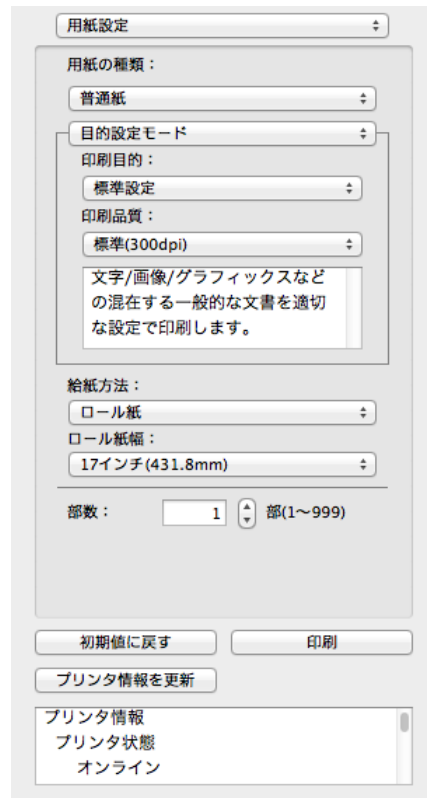 用紙設定
用紙の種類：
普通紙
目的設定モード
印刷目的：
標準設定
印刷品質：
標準(300dpi)
文字/画像/グラフィックスなど
の混在する一般的な文書を適切
な設定で印刷します。
給紙方法：
ロール紙
ロール紙幅：
17インチ(431.8mm)
部数： 1 部(1〜999)
初期値に戻す 印刷
プリンタ情報を更新
プリンタ情報
プリンタ状態
オンライン